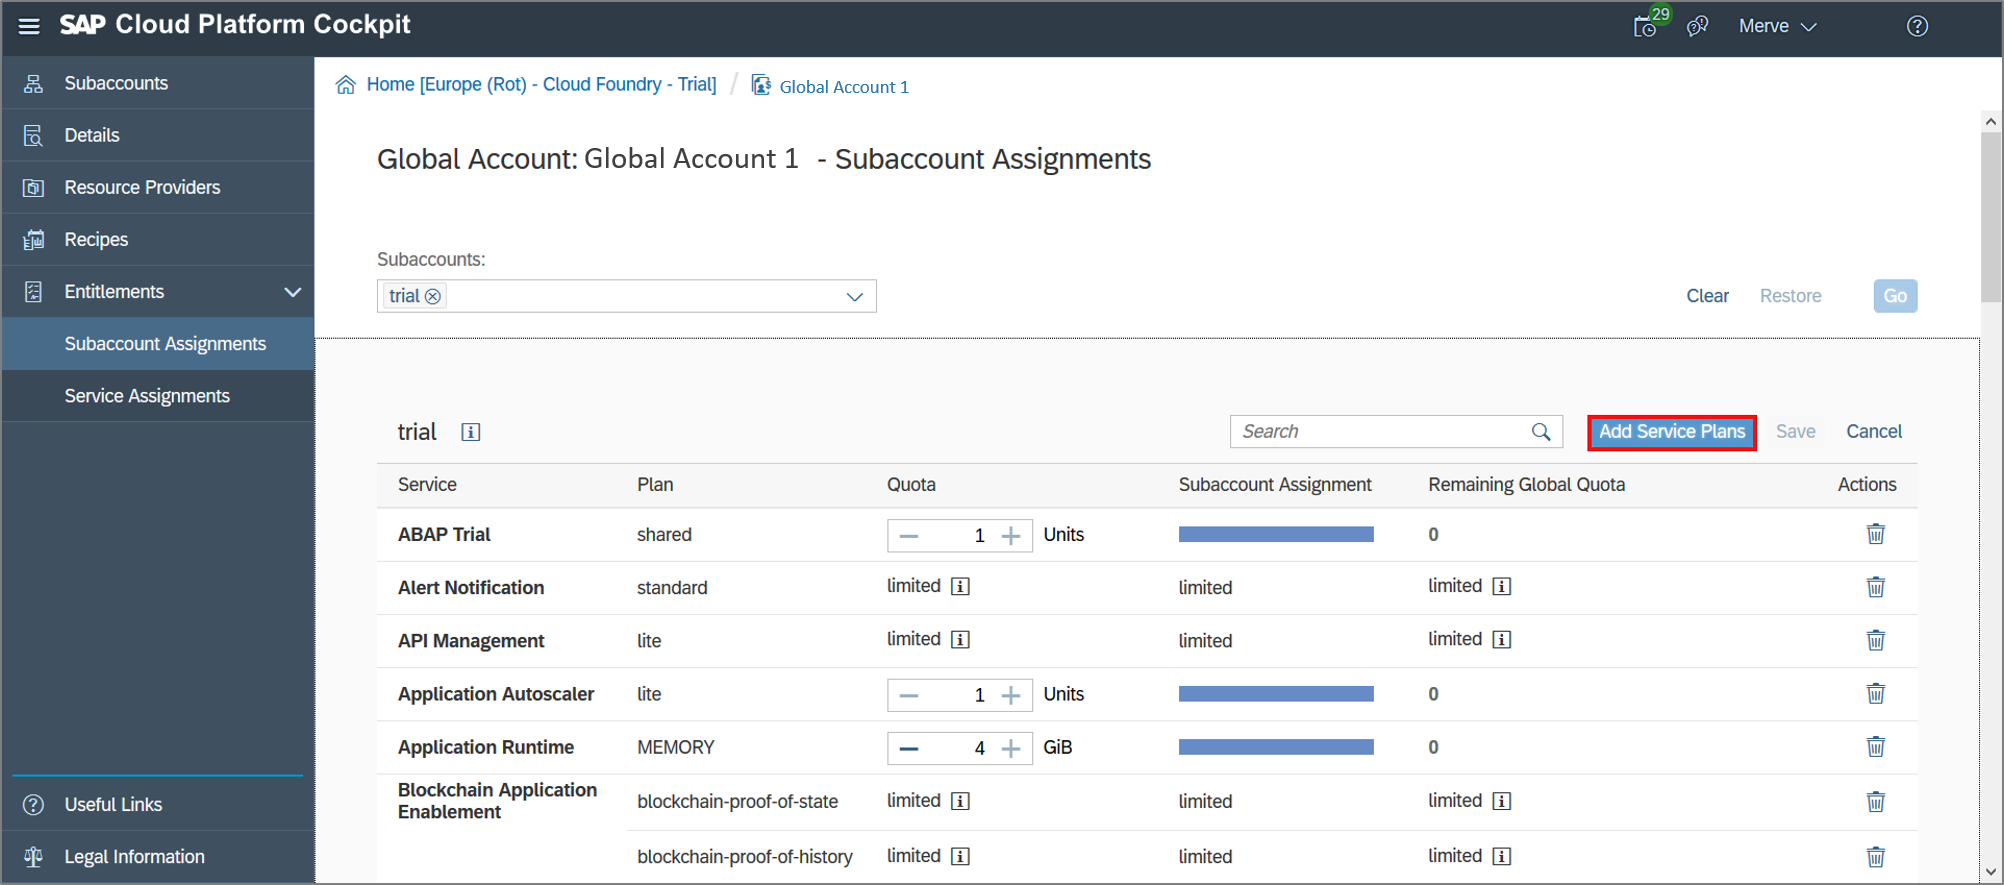 SAP Cloud Platform Cockpit
29
Merve
Subaccounts
Details
Resource Providers
Recipes
Entitlements
Subaccount Assignments
Service Assignments
Useful Links
Legal Information
Home [Europe (Rot) - Cloud Foundry - Trial] / Global Account 1
Global Account: Global Account 1 - Subaccount Assignments
Subaccounts:
trial
Clear Restore Go
trial
Search
Add Service Plans Save Cancel
Service Plan Quota Subaccount Assignment Remaining Global Quota Actions
ABAP Trial shared 1 Units 0
Alert Notification standard limited limited limited
API Management lite limited limited limited
Application Autoscaler lite 1 Units 0
Application Runtime MEMORY 4 GiB 0
Blockchain Application
Enablement
blockchain-proof-of-state limited limited limited
blockchain-proof-of-history limited limited limited